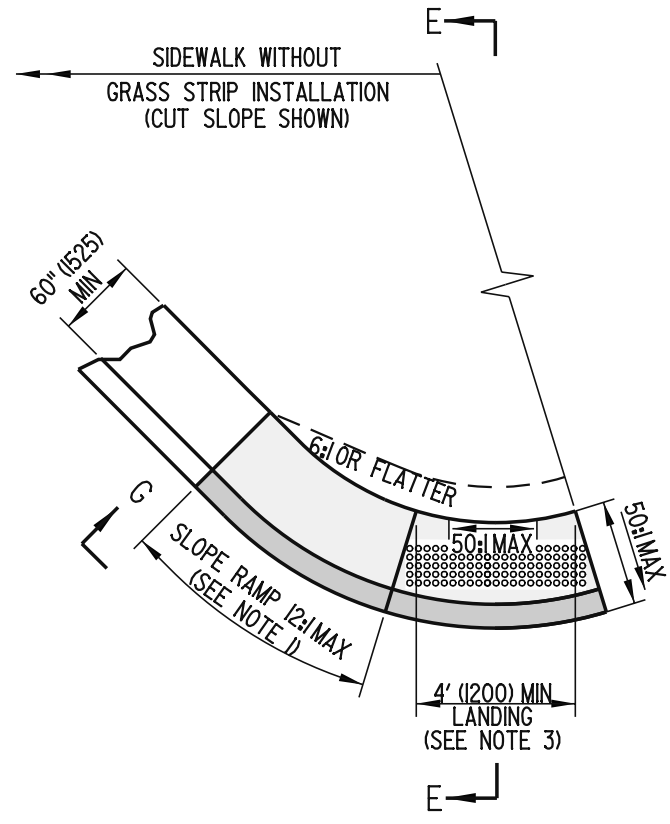 E
SIDEWALK WITHOUT
GRASS STRIP INSTALLATION
(CUT SLOPE SHOWN)
60" (1525)
MIN
6:1 OR FLATTER
G
50:1 MAX
50:1 MAX
SLOPE RAMP 12:1 MAX
(SEE NOTE 1)
4' (1200) MIN
LANDING
(SEE NOTE 3)
E